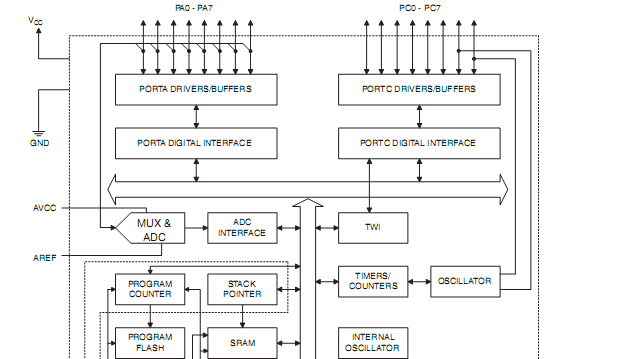 PA0 - PA7
PC0 - PC7
VCC
GND
PORTA DRIVERS/BUFFERS
PORTC DRIVERS/BUFFERS
PORTA DIGITAL INTERFACE
PORTC DIGITAL INTERFACE
AVCC
AREF
MUX &
ADC
ADC
INTERFACE
TWI
PROGRAM
COUNTER
STACK
POINTER
TIMERS/
COUNTERS
OSCILLATOR
PROGRAM
FLASH
SRAM
INTERNAL
OSCILLATOR